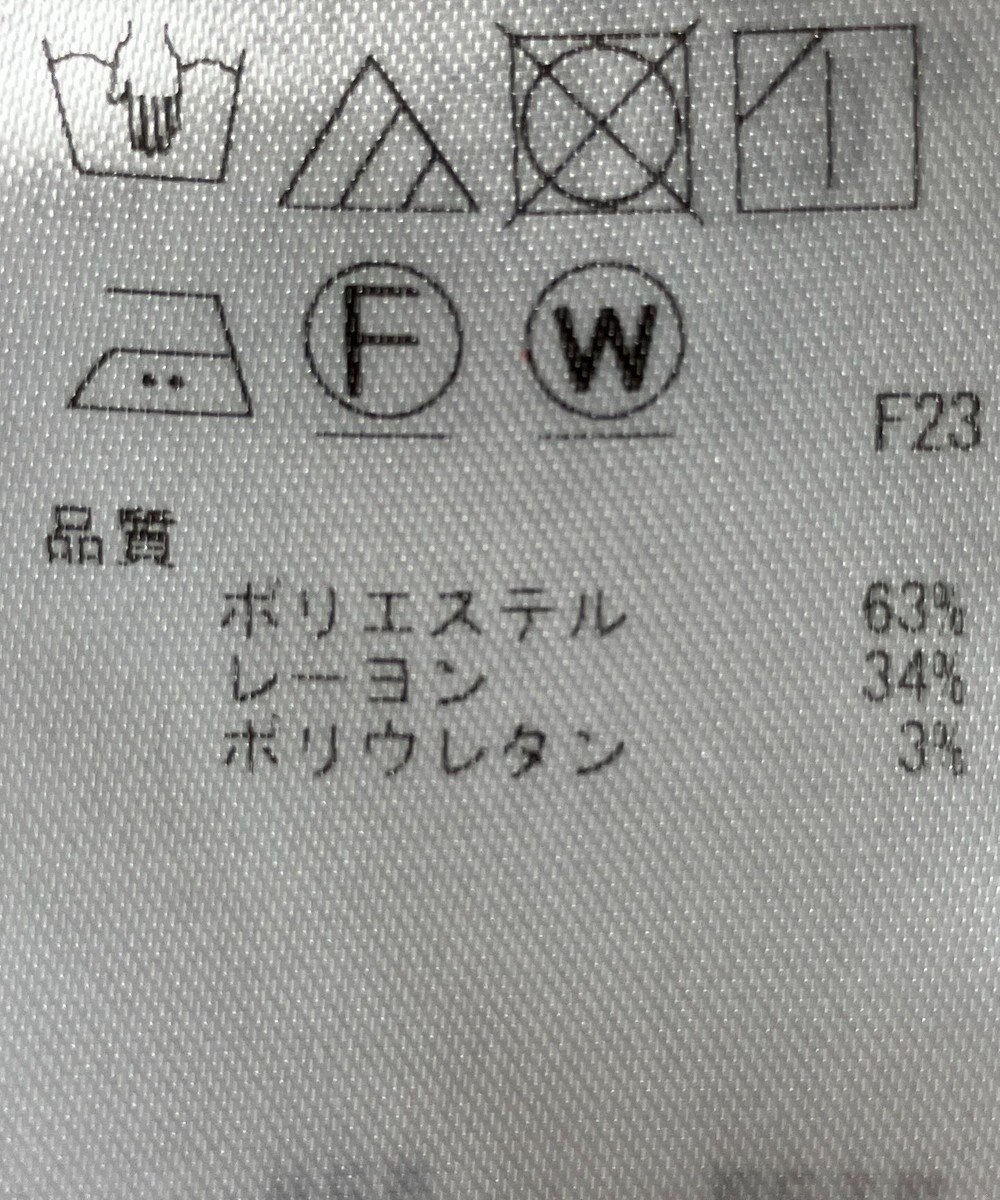 F W
F23
品質
ポリエステル 63%
レーヨン 34%
ポリウレタン 3%